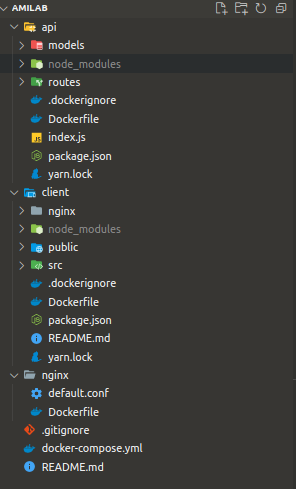 AMILAB
api
models
node_modules
routes
.dockerignore
Dockerfile
index.js
package.json
yarn.lock
client
nginx
node_modules
public
src
.dockerignore
Dockerfile
package.json
README.md
yarn.lock
nginx
default.conf
Dockerfile
.gitignore
docker-compose.yml
README.md